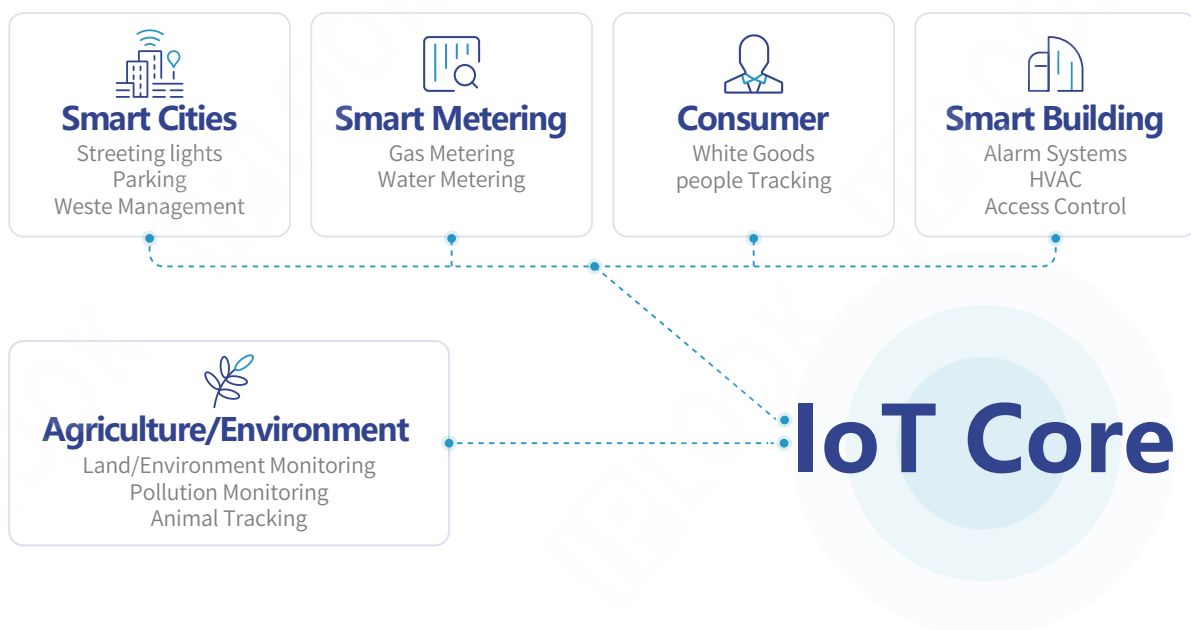 Smart Cities
Streeting lights
Parking
Weste Management
Smart Metering
Gas Metering
Water Metering
Consumer
White Goods
people Tracking
Smart Building
Alarm Systems
HVAC
Access Control
Agriculture/Environment
Land/Environment Monitoring
Pollution Monitoring
Animal Tracking
IoT Core